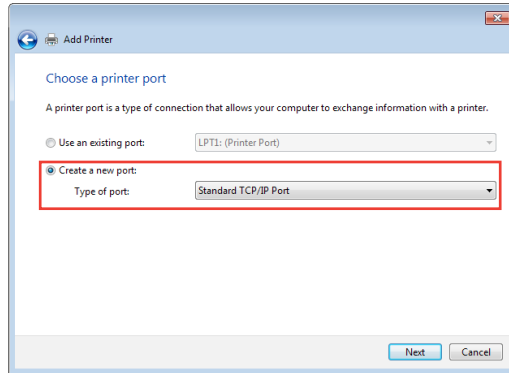 Add Printer
Choose a printer port
A printer port is a type of connection that allows your computer to exchange information with a printer.
Use an existing port: LPT1: (Printer Port)
Create a new port:
Type of port: Standard TCP/IP Port
Next Cancel